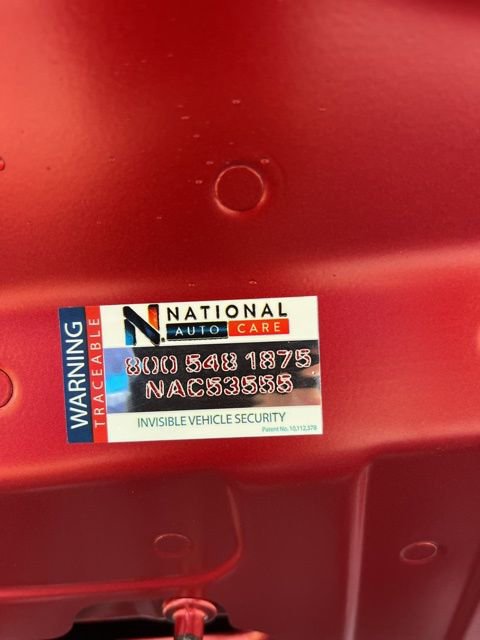 WARNING
TRACEABLE
NATIONAL
AUTO CARE
800 548 1875
NAC53555
INVISIBLE VEHICLE SECURITY
Patent No. 10,112,378